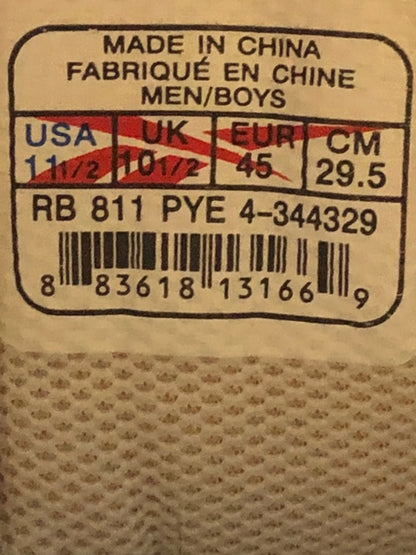 MADE IN CHINA
FABRIQUÉ EN CHINE
MEN/BOYS
USA UK EUR CM
11 1/2 10 1/2 45 29.5
RB 811 PYE 4-344329
8 83618 13166 9